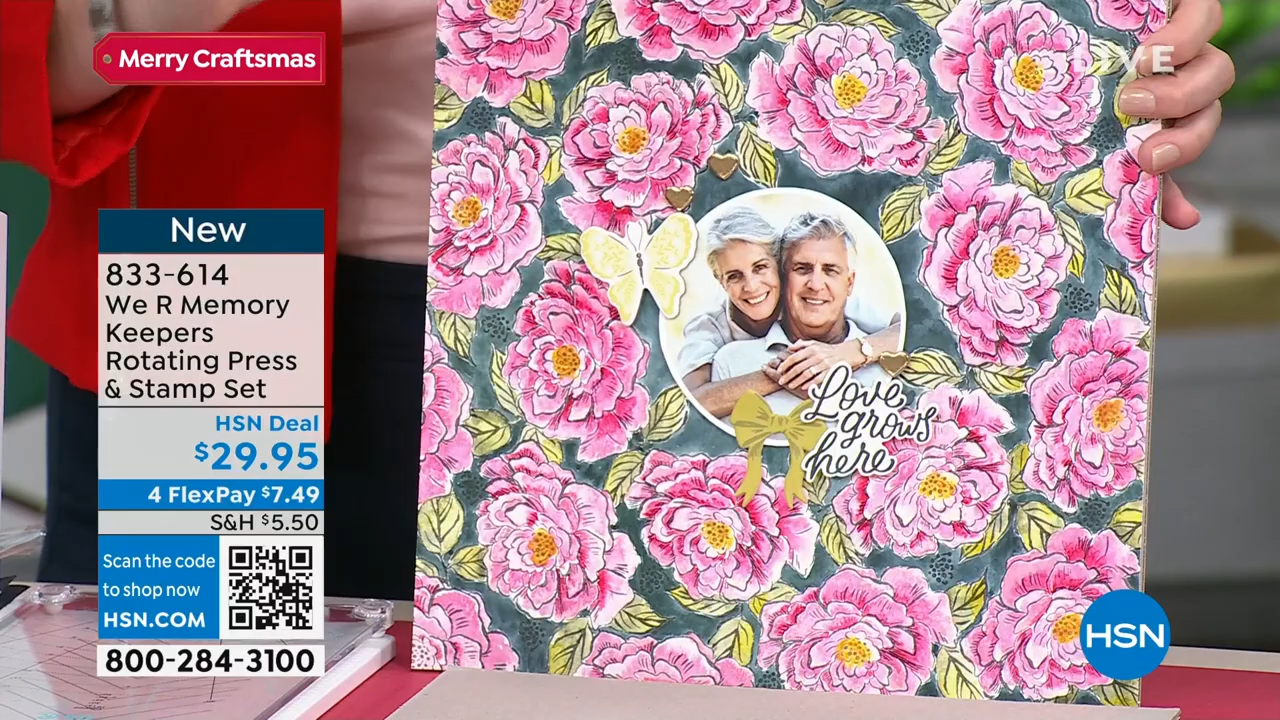 Merry Craftsmas
LIVE
New
833-614
We R Memory
Keepers
Rotating Press
& Stamp Set
HSN Deal
$29.95
4 FlexPay $7.49
S&H $5.50
Scan the code
to shop now
HSN.COM
800-284-3100
Love
grows
here
HSN